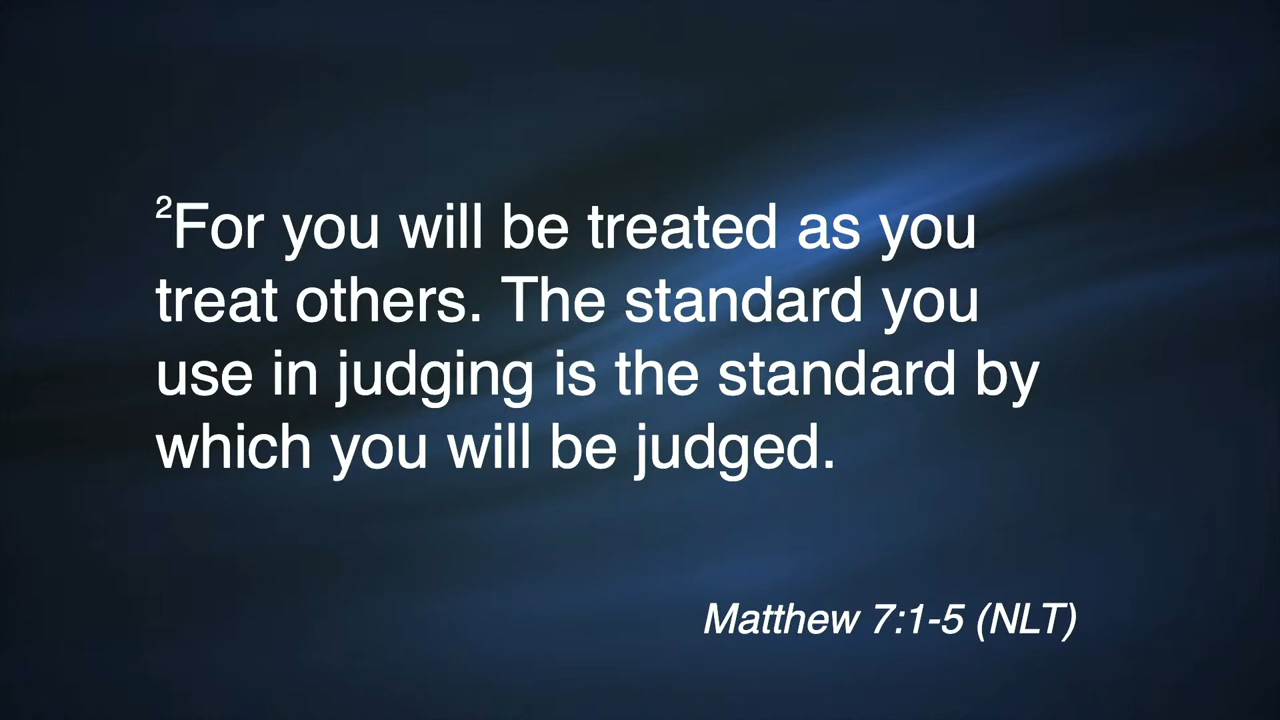 ²For you will be treated as you
treat others. The standard you
use in judging is the standard by
which you will be judged.
Matthew 7:1-5 (NLT)